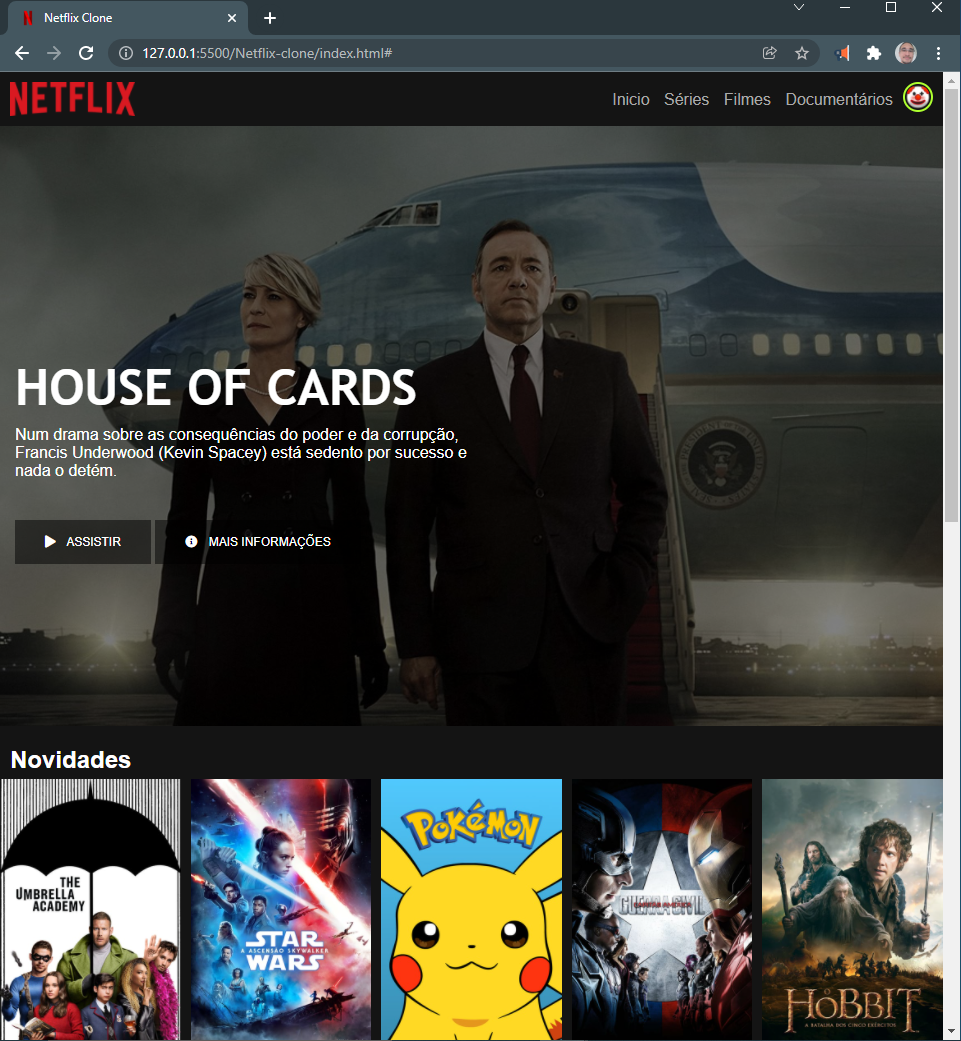 Netflix Clone
127.0.0.1:5500/Netflix-clone/index.html#
NETFLIX
Inicio Séries Filmes Documentários
HOUSE OF CARDS
Num drama sobre as consequências do poder e da corrupção,
Francis Underwood (Kevin Spacey) está sedento por sucesso e
nada o detém.
ASSISTIR MAIS INFORMAÇÕES
Novidades
THE
UMBRELLA
ACADEMY
STAR
A ASCENSÃO SKYWALKER
WARS
POKÉMON
GUERRA CIVIL
O
HOBBIT
A BATALHA DOS CINCO EXÉRCITOS